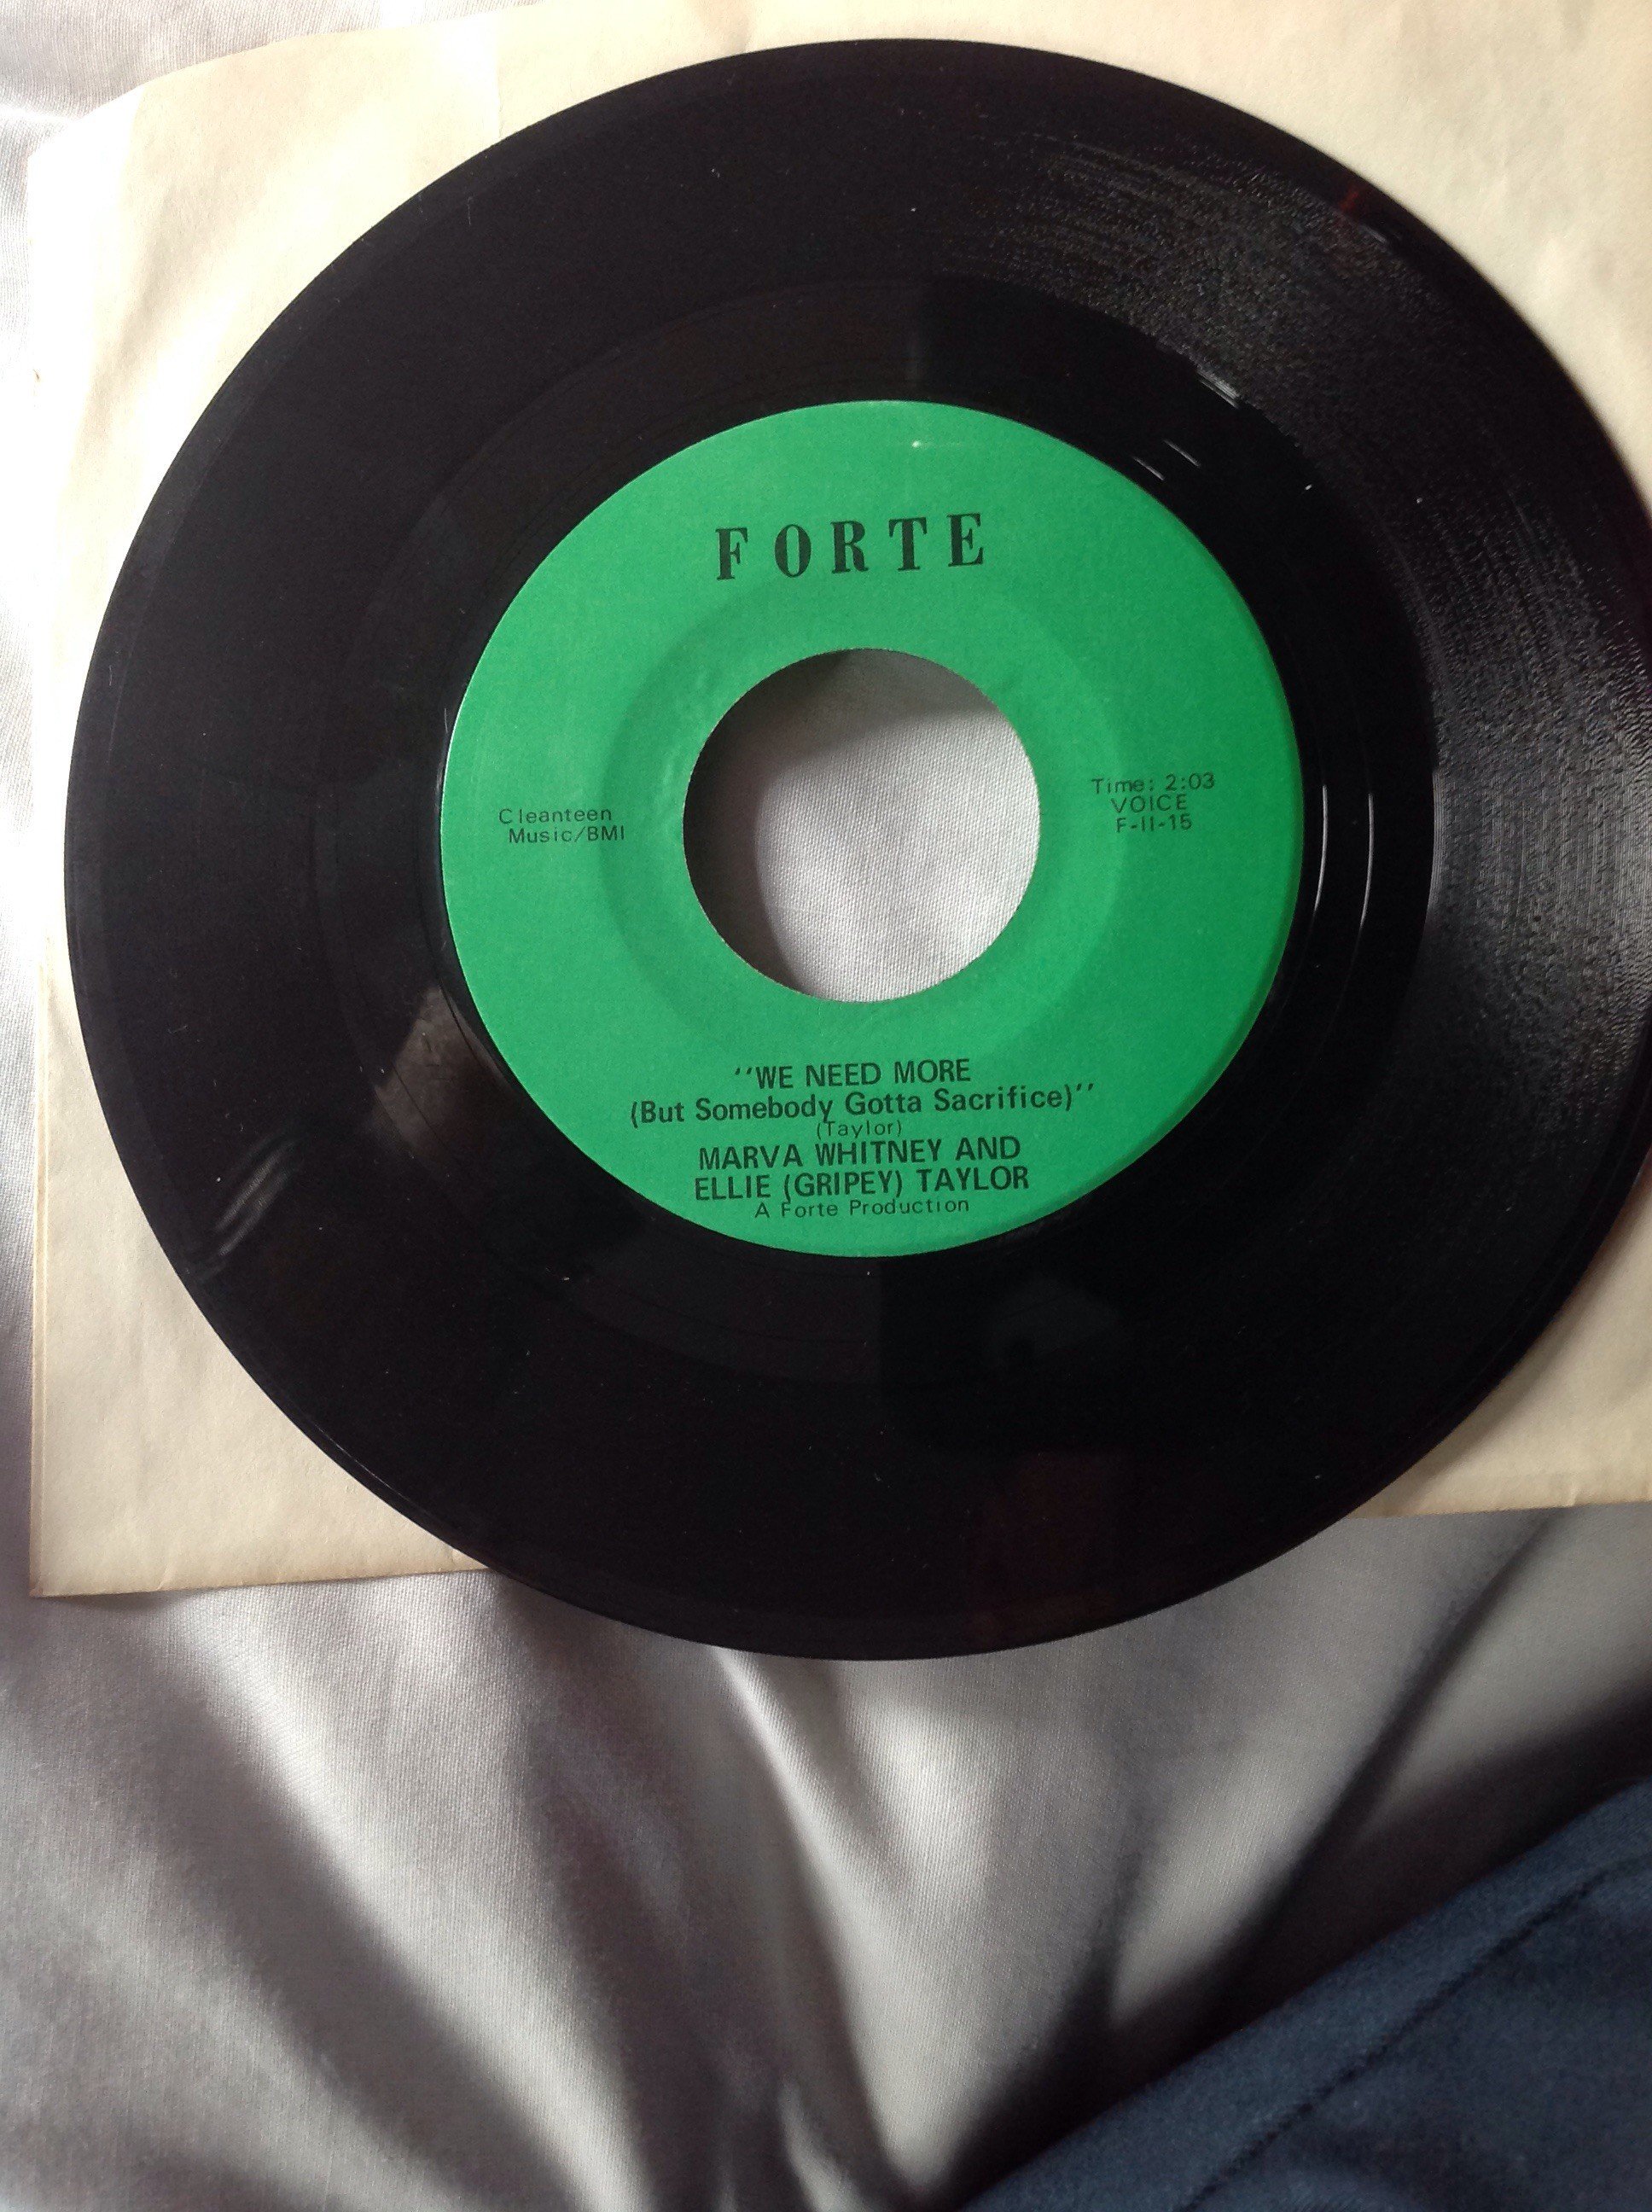 FORTE
Cleanteen
Music/BMI
Time: 2:03
VOICE
F-II-15
''WE NEED MORE
(But Somebody Gotta Sacrifice)''
(Taylor)
MARVA WHITNEY AND
ELLIE (GRIPEY) TAYLOR
A Forte Production